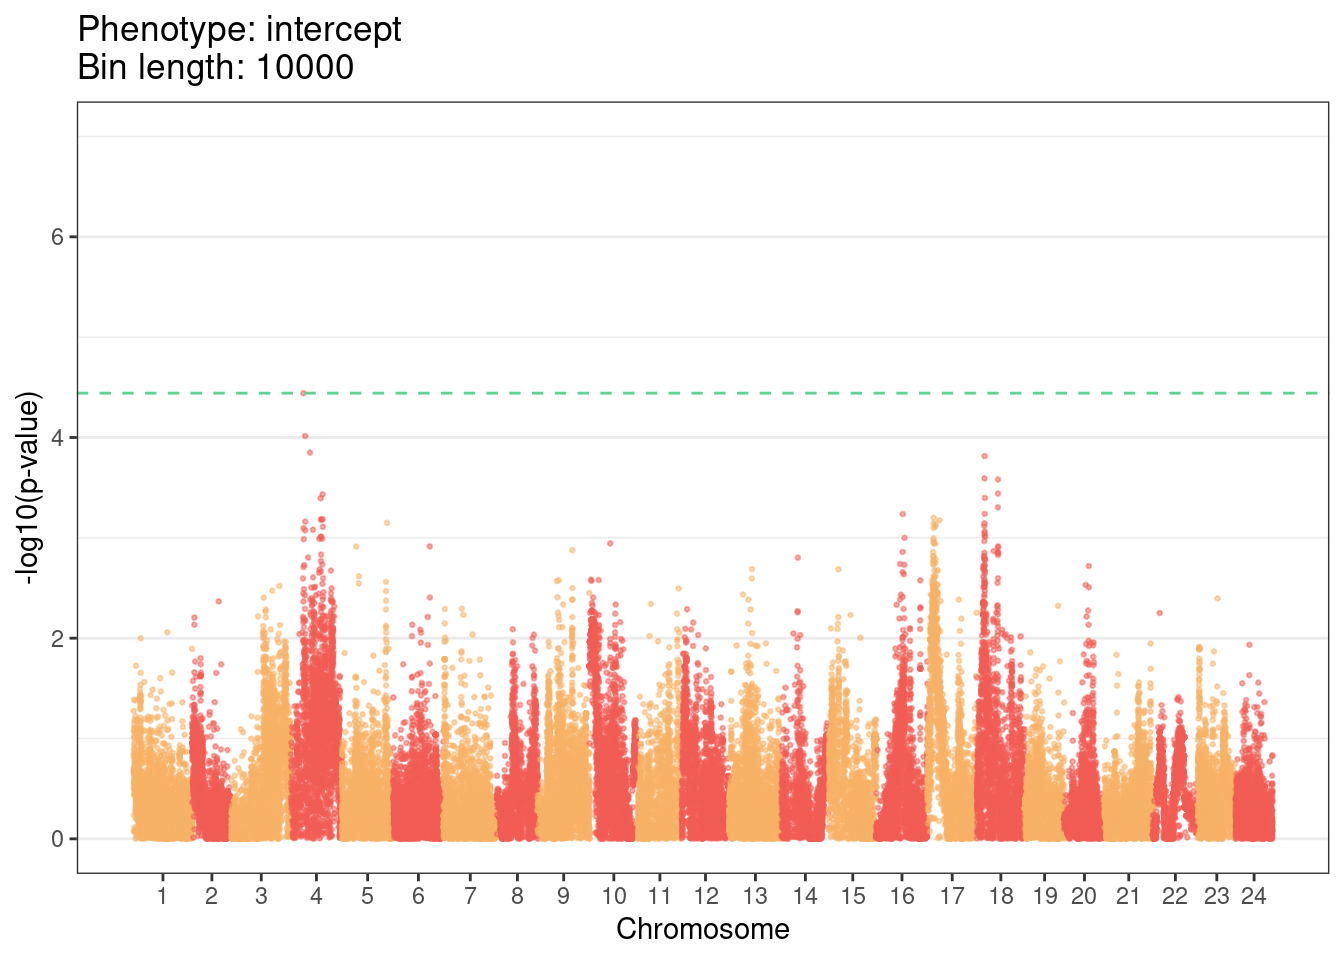 Phenotype: intercept
Bin length: 10000
6
4
2
0
-log10(p-value)
1 2 3 4 5 6 7 8 9 10 11 12 13 14 15 16 17 18 19 20 21 22 23 24
Chromosome